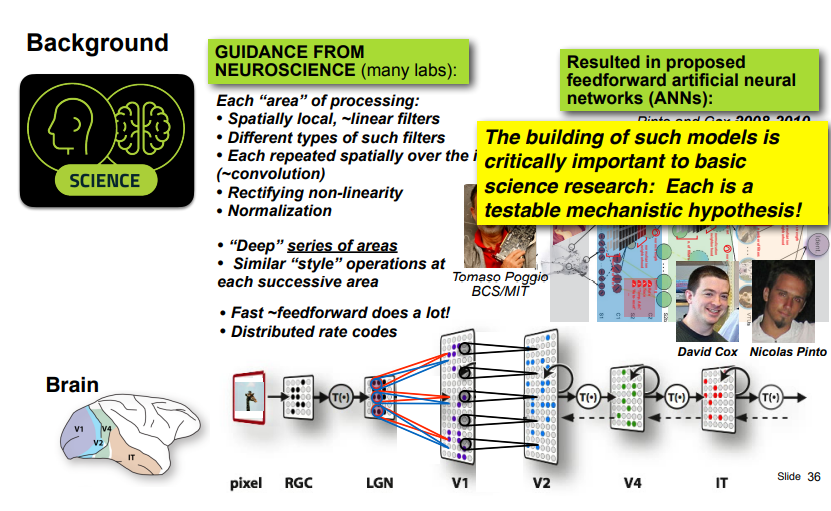 Background
SCIENCE
GUIDANCE FROM
NEUROSCIENCE (many labs):
Each “area” of processing:
• Spatially local, ~linear filters
• Different types of such filters
• Each repeated spatially over the i
(~convolution)
• Rectifying non-linearity
• Normalization
• “Deep” series of areas
• Similar “style” operations at
each successive area
• Fast ~feedforward does a lot!
• Distributed rate codes
Resulted in proposed
feedforward artificial neural
networks (ANNs):
Pinto and Cox 2008-2010
The building of such models is
critically important to basic
science research: Each is a
testable mechanistic hypothesis!
Tomaso Poggio
BCS/MIT
David Cox
Nicolas Pinto
S1
C1
S2
C2
Brain
V1
V2
V4
IT
T(•)
T(•)
T(•)
T(•)
pixel
RGC
LGN
V1
V2
V4
IT
Slide 36